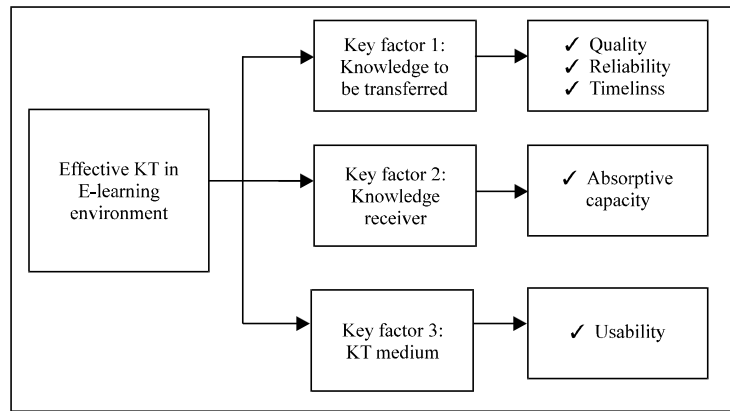 Effective KT in
E-learning
environment
Key factor 1:
Knowledge to
be transferred
✓ Quality
✓ Reliability
✓ Timelinss
Key factor 2:
Knowledge
receiver
✓ Absorptive
capacity
Key factor 3:
KT medium
✓ Usability